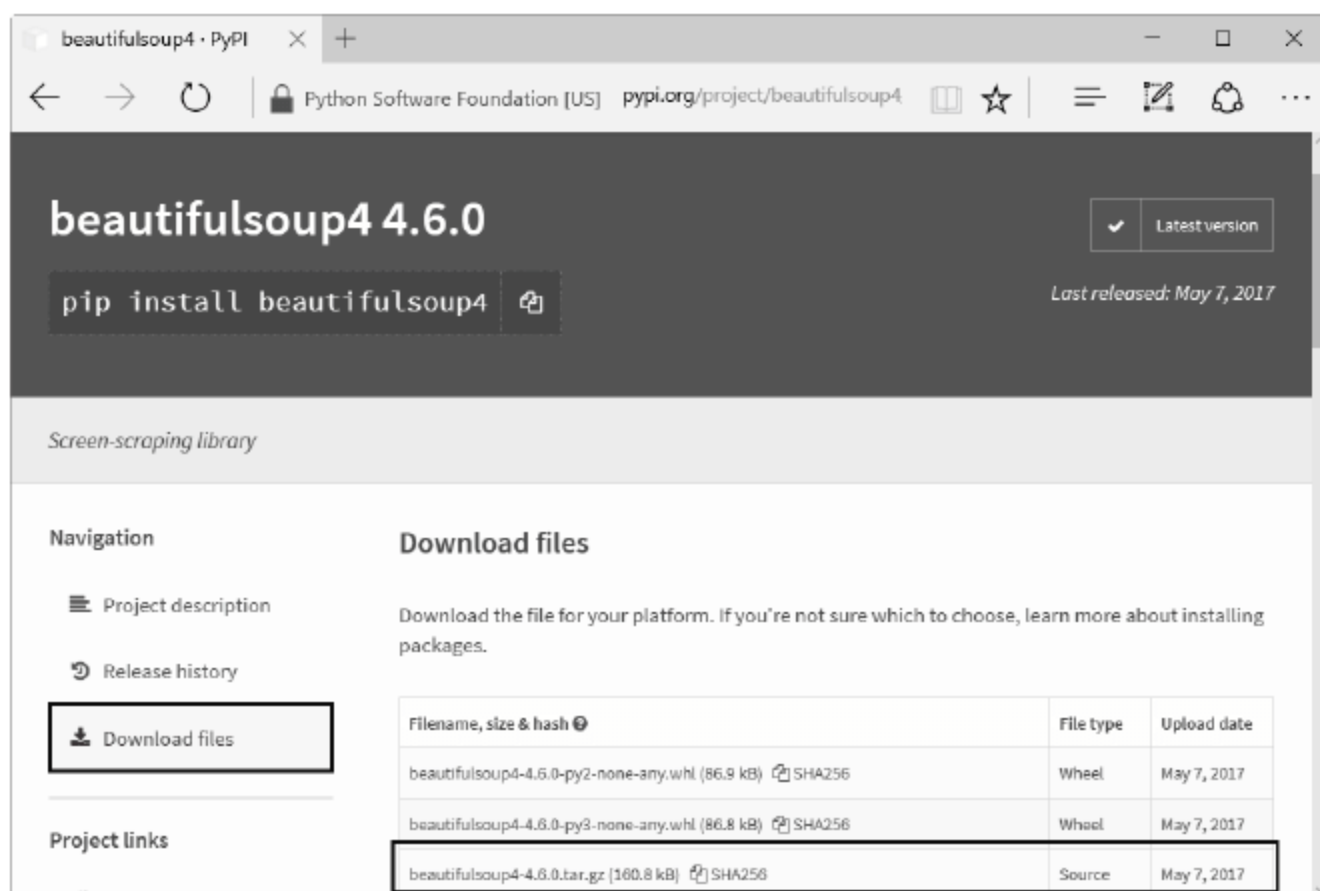 beautifulsoup4 · PyPI
Python Software Foundation [US] pypi.org/project/beautifulsoup4
beautifulsoup4 4.6.0
Latest version
pip install beautifulsoup4
Last released: May 7, 2017
Screen-scraping library
Navigation
Project description
Release history
Download files
Project links
Download files
Download the file for your platform. If you're not sure which to choose, learn more about installing
packages.
Filename, size & hash File type Upload date
beautifulsoup4-4.6.0-py2-none-any.whl (86.9 kB) SHA256 Wheel May 7, 2017
beautifulsoup4-4.6.0-py3-none-any.whl (86.8 kB) SHA256 Wheel May 7, 2017
beautifulsoup4-4.6.0.tar.gz (160.8 kB) SHA256 Source May 7, 2017